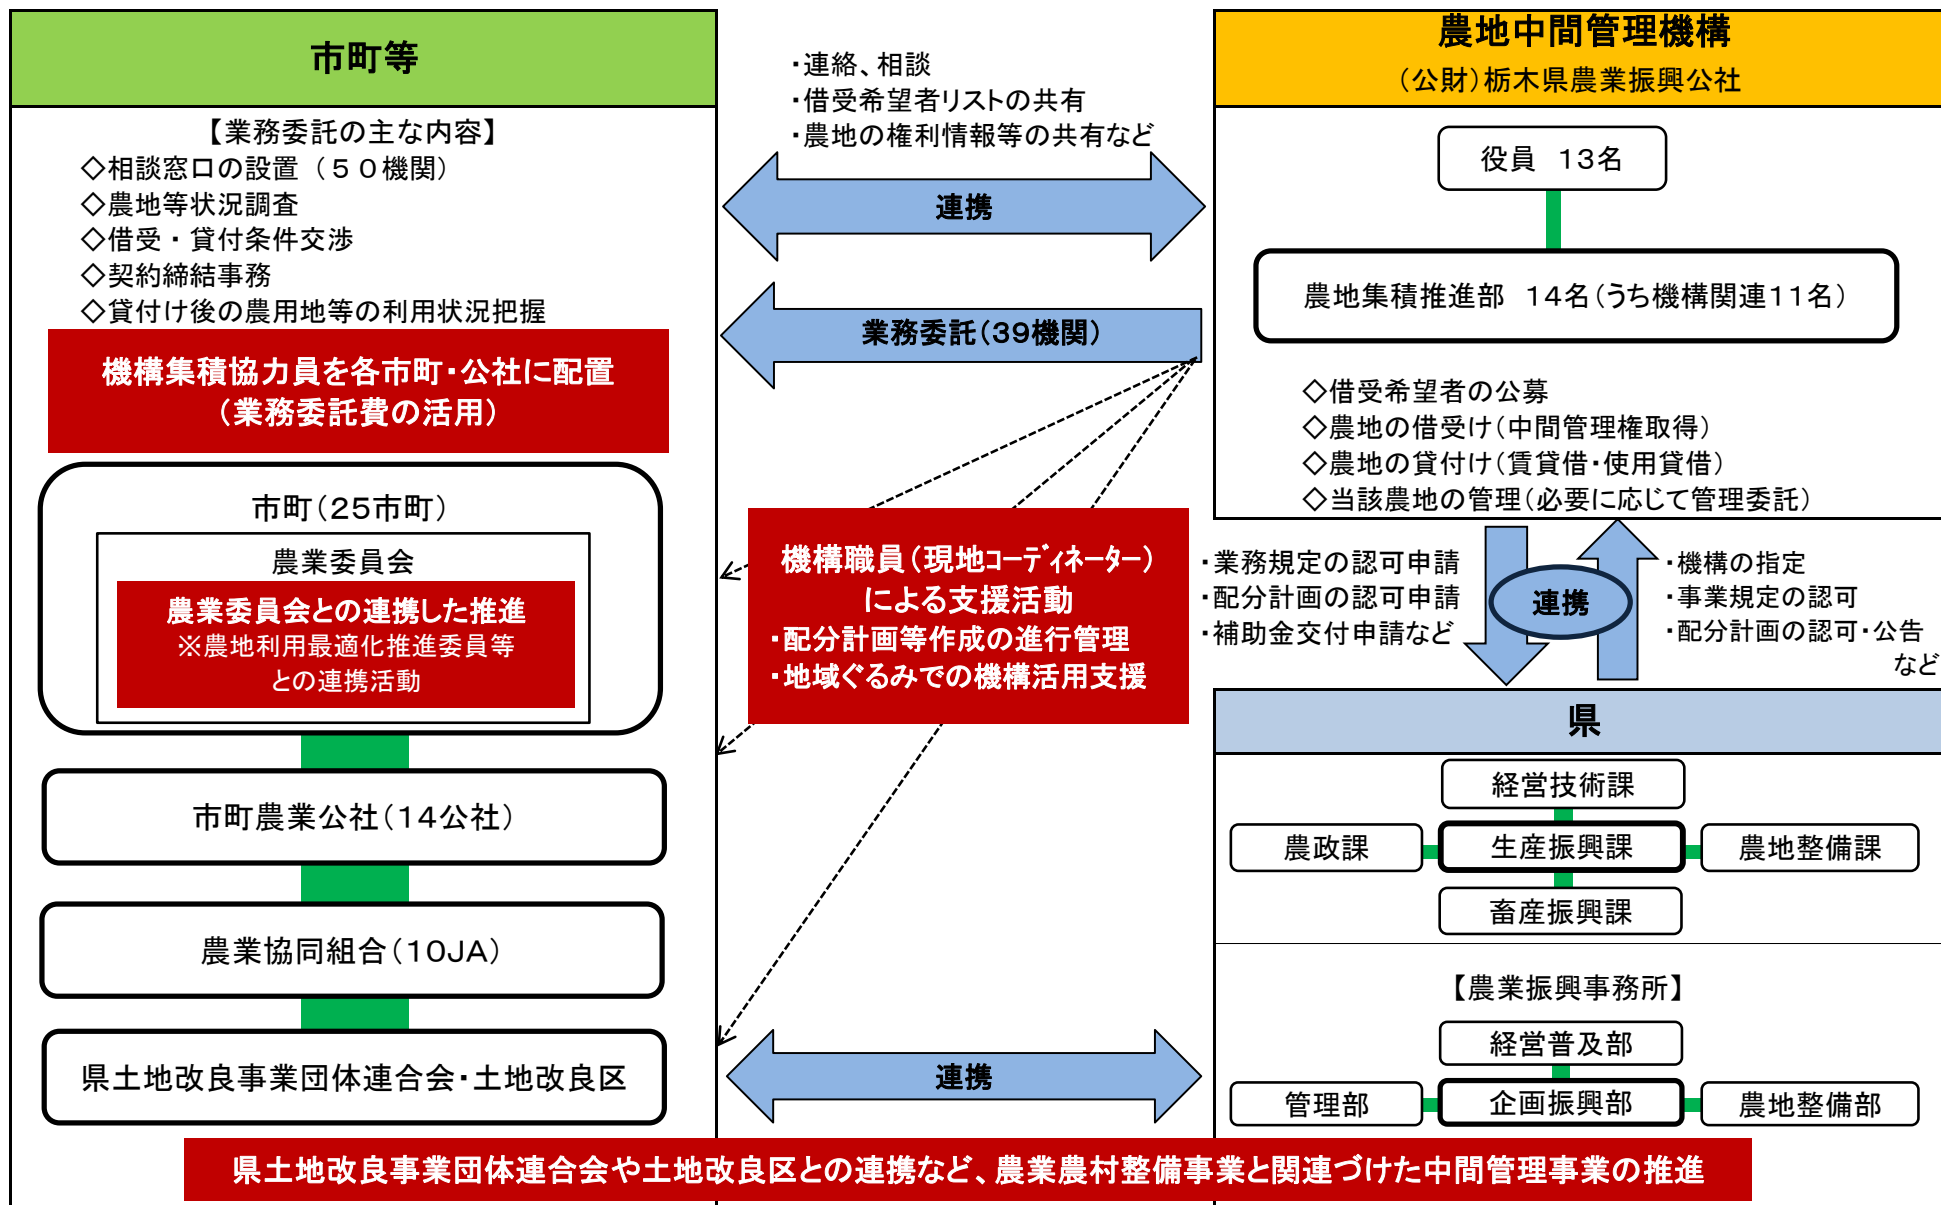 市町等
【業務委託の主な内容】
◇相談窓口の設置（５０機関）
◇農地等状況調査
◇借受・貸付条件交渉
◇契約締結事務
◇貸付け後の農用地等の利用状況把握
機構集積協力員を各市町・公社に配置
（業務委託費の活用）
市町（25市町）
農業委員会
農業委員会との連携した推進
※農地利用最適化推進委員等
との連携活動
市町農業公社（14公社）
農業協同組合（10JA）
県土地改良事業団体連合会・土地改良区
・連絡、相談
・借受希望者リストの共有
・農地の権利情報等の共有など
連携
業務委託（39機関）
機構職員（現地コーディネーター）
による支援活動
・配分計画等作成の進行管理
・地域ぐるみでの機構活用支援
連携
農地中間管理機構
（公財）栃木県農業振興公社
役員　13名
農地集積推進部　14名（うち機構関連11名）
◇借受希望者の公募
◇農地の借受け（中間管理権取得）
◇農地の貸付け（賃貸借・使用貸借）
◇当該農地の管理（必要に応じて管理委託）
・業務規定の認可申請
・配分計画の認可申請
・補助金交付申請など
連携
・機構の指定
・事業規定の認可
・配分計画の認可・公告
など
県
経営技術課
農政課
生産振興課
農地整備課
畜産振興課
【農業振興事務所】
経営普及部
管理部
企画振興部
農地整備部
県土地改良事業団体連合会や土地改良区との連携など、農業農村整備事業と関連づけた中間管理事業の推進